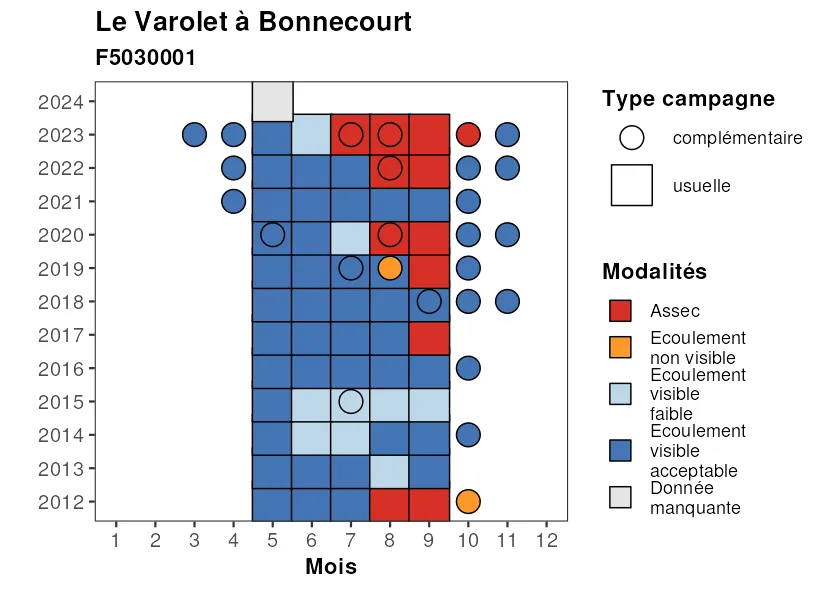 Le Varolet à Bonnecourt
F5030001
2024
2023
2022
2021
2020
2019
2018
2017
2016
2015
2014
2013
2012
1 2 3 4 5 6 7 8 9 10 11 12
Mois
Type campagne
complémentaire
usuelle
Modalités
Assec
Ecoulement
non visible
Ecoulement
visible
faible
Ecoulement
visible
acceptable
Donnée
manquante